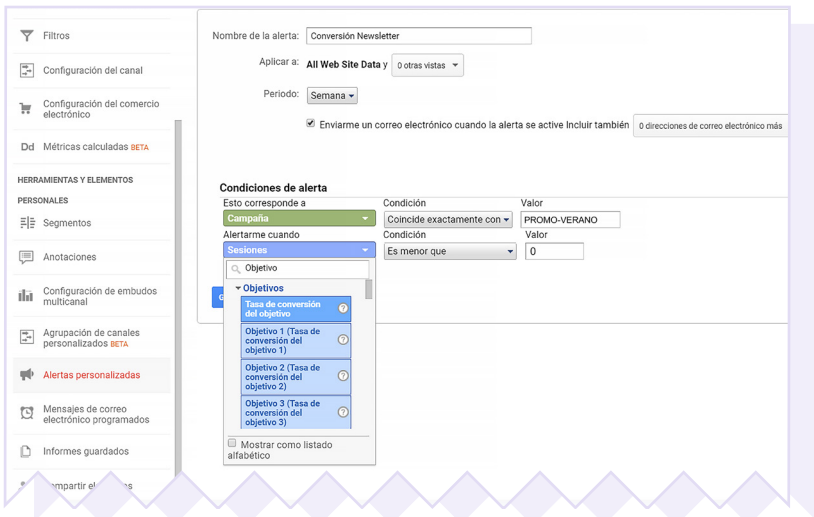 Filtros
Configuración del canal
Configuración del comercio
electrónico
Dd Métricas calculadas BETA
HERRAMIENTAS Y ELEMENTOS
PERSONALES
Segmentos
Anotaciones
Configuración de embudos
multicanal
Agrupación de canales
personalizados BETA
Alertas personalizadas
Mensajes de correo
electrónico programados
Informes guardados
Nombre de la alerta: Conversión Newsletter
Aplicar a: All Web Site Data y 0 otras vistas
Periodo: Semana
Enviarme un correo electrónico cuando la alerta se active Incluir también 0 direcciones de correo electrónico más
Condiciones de alerta
Esto corresponde a Condición Valor
Campaña Coincide exactamente con PROMO-VERANO
Alertarme cuando Condición Valor
Sesiones Es menor que 0
Objetivo
Objetivos
Tasa de conversión
del objetivo
Objetivo 1 (Tasa de
conversión del
objetivo 1)
Objetivo 2 (Tasa de
conversión del
objetivo 2)
Objetivo 3 (Tasa de
conversión del
objetivo 3)
Mostrar como listado
alfabético